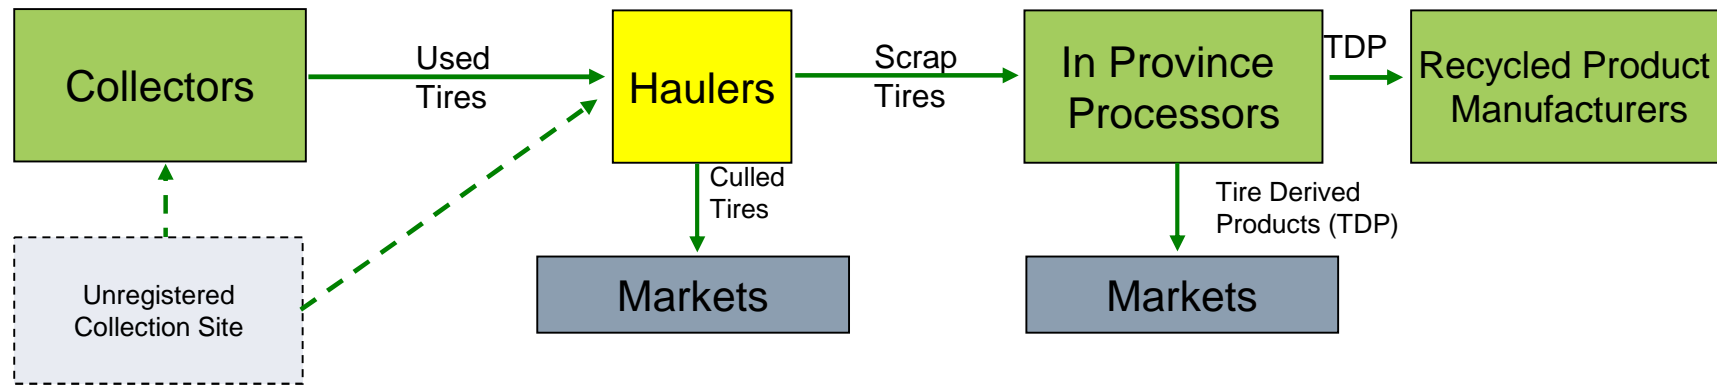 Collectors
Used
Tires
Haulers
Scrap
Tires
In Province
Processors
TDP
Recycled Product
Manufacturers
Culled
Tires
Tire Derived
Products (TDP)
Unregistered
Collection Site
Markets
Markets